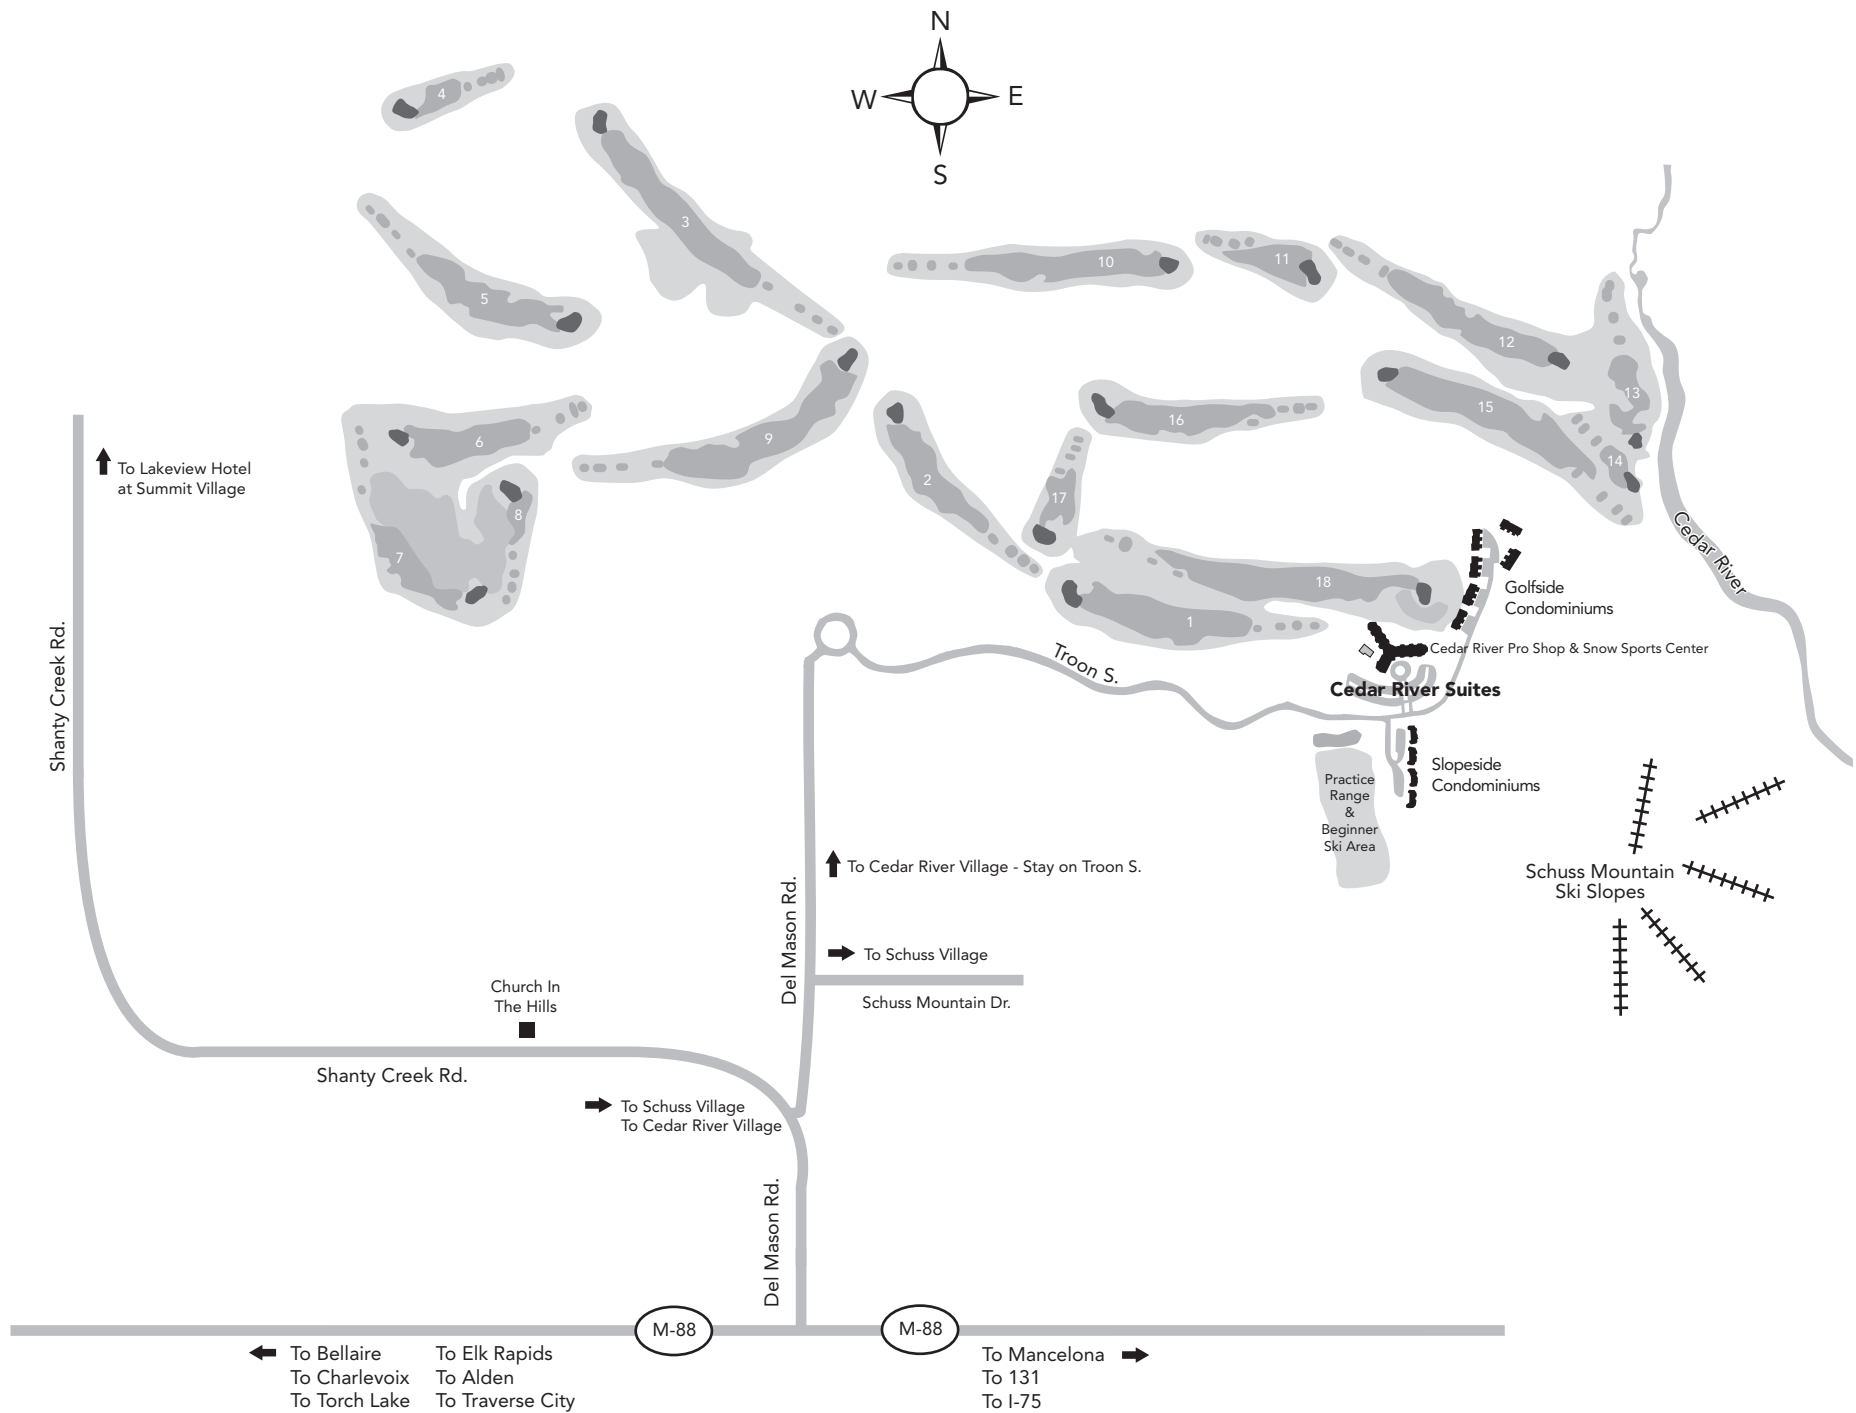 N
W
E
S
4
3
5
10
11
12
13
15
14
16
6
9
2
17
8
7
18
1
To Lakeview Hotel
at Summit Village
Cedar River
Golfside
Condominiums
Cedar River Pro Shop & Snow Sports Center
Cedar River Suites
Troon S.
Shanty Creek Rd.
Slopeside
Condominiums
Practice
Range
&
Beginner
Ski Area
Schuss Mountain
Ski Slopes
To Cedar River Village - Stay on Troon S.
Del Mason Rd.
To Schuss Village
Schuss Mountain Dr.
Church In
The Hills
Shanty Creek Rd.
To Schuss Village
To Cedar River Village
Del Mason Rd.
M-88
M-88
To Bellaire
To Charlevoix
To Torch Lake
To Elk Rapids
To Alden
To Traverse City
To Mancelona
To 131
To I-75